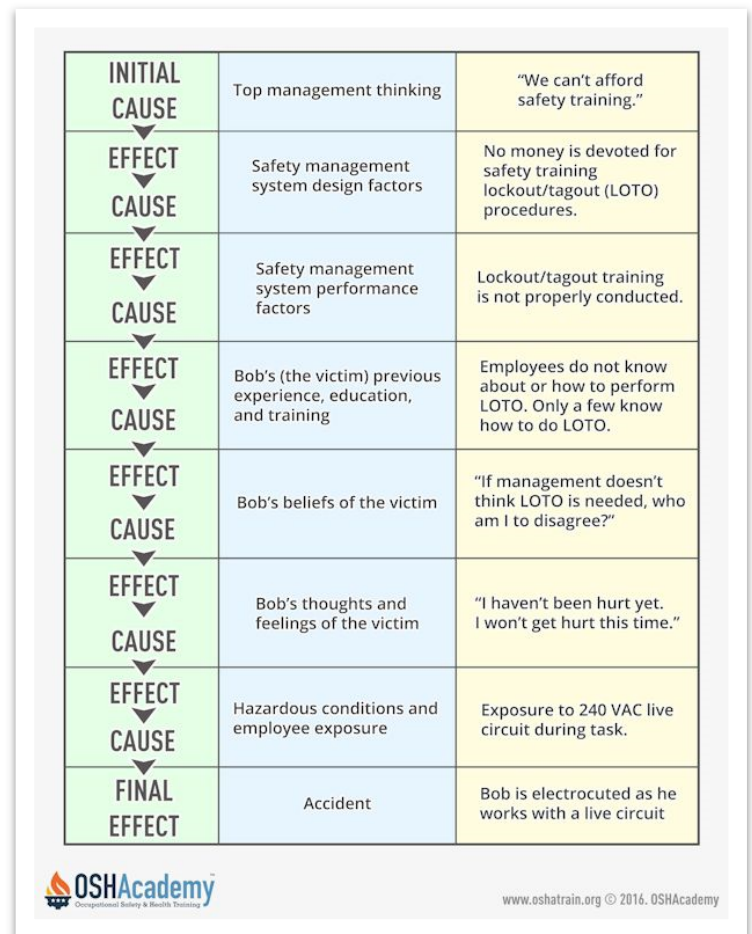 INITIAL
CAUSE
Top management thinking
“We can’t afford
safety training.”
EFFECT
CAUSE
Safety management
system design factors
No money is devoted for
safety training
lockout/tagout (LOTO)
procedures.
EFFECT
CAUSE
Safety management
system performance
factors
Lockout/tagout training
is not properly conducted.
EFFECT
CAUSE
Bob’s (the victim) previous
experience, education,
and training
Employees do not know
about or how to perform
LOTO. Only a few know
how to do LOTO.
EFFECT
CAUSE
Bob’s beliefs of the victim
“If management doesn’t
think LOTO is needed, who
am I to disagree?”
EFFECT
CAUSE
Bob’s thoughts and
feelings of the victim
“I haven’t been hurt yet.
I won’t get hurt this time.”
EFFECT
CAUSE
Hazardous conditions and
employee exposure
Exposure to 240 VAC live
circuit during task.
FINAL
EFFECT
Accident
Bob is electrocuted as he
works with a live circuit
OSHAcademy™
Occupational Safety & Health Training
www.oshatrain.org © 2016. OSHAcademy